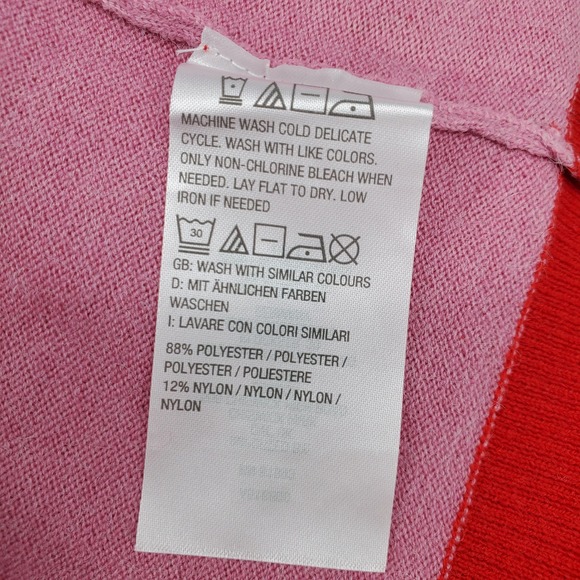 MACHINE WASH COLD DELICATE
CYCLE. WASH WITH LIKE COLORS.
ONLY NON-CHLORINE BLEACH WHEN
NEEDED. LAY FLAT TO DRY. LOW
IRON IF NEEDED
30
GB: WASH WITH SIMILAR COLOURS
D: MIT ÄHNLICHEN FARBEN
WASCHEN
I: LAVARE CON COLORI SIMILARI
88% POLYESTER / POLYESTER /
POLYESTER / POLIESTERE
12% NYLON / NYLON / NYLON /
NYLON